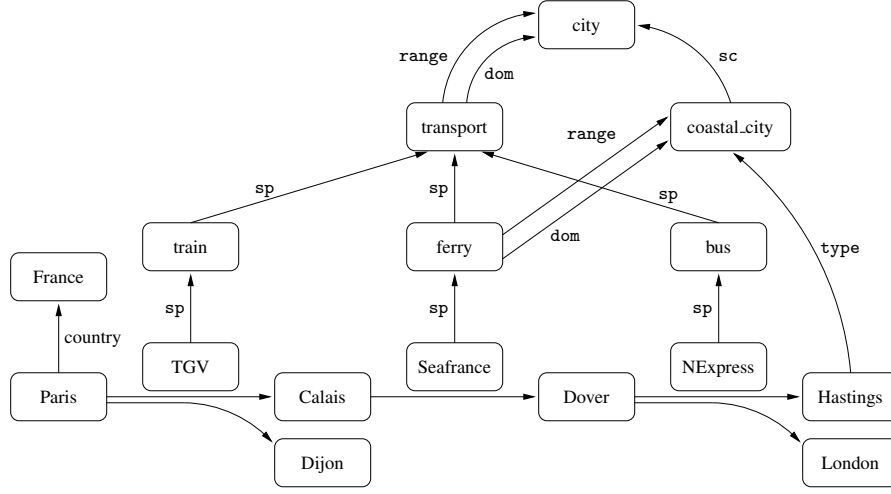 city
range
dom
sc
transport
coastal_city
range
sp
sp
sp
dom
type
train
ferry
bus
France
sp
sp
sp
country
TGV
Seafrance
NExpress
Paris
Calais
Dover
Hastings
Dijon
London